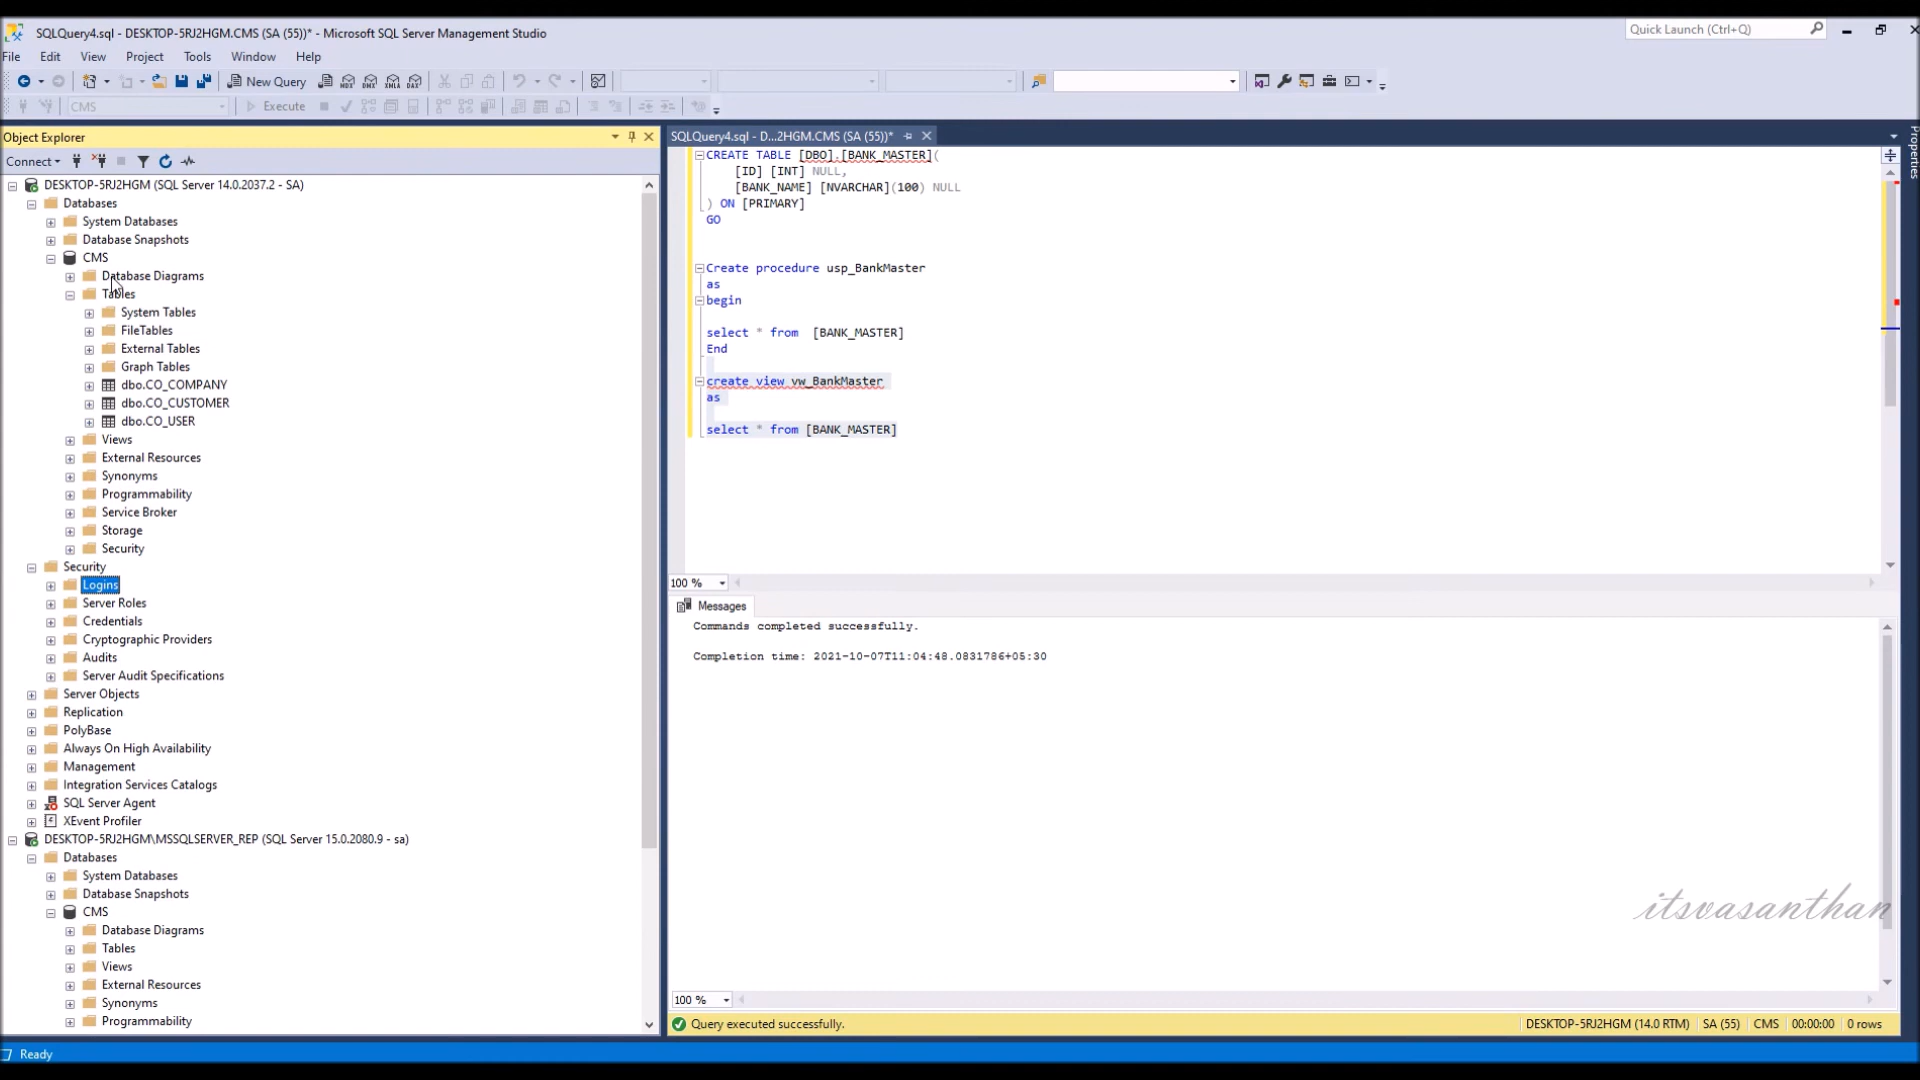 SQLQuery4.sql - DESKTOP-5RJ2HGM.CMS (SA (55))* - Microsoft SQL Server Management Studio
Quick Launch (Ctrl+Q)
File Edit View Project Tools Window Help
New Query
CMS
Execute
Object Explorer
Connect
DESKTOP-5RJ2HGM (SQL Server 14.0.2037.2 - SA)
Databases
System Databases
Database Snapshots
CMS
Database Diagrams
Tables
System Tables
FileTables
External Tables
Graph Tables
dbo.CO_COMPANY
dbo.CO_CUSTOMER
dbo.CO_USER
Views
External Resources
Synonyms
Programmability
Service Broker
Storage
Security
Security
Logins
Server Roles
Credentials
Cryptographic Providers
Audits
Server Audit Specifications
Server Objects
Replication
PolyBase
Always On High Availability
Management
Integration Services Catalogs
SQL Server Agent
XEvent Profiler
DESKTOP-5RJ2HGM\MSSQLSERVER_REP (SQL Server 15.0.2080.9 - sa)
Databases
System Databases
Database Snapshots
CMS
Database Diagrams
Tables
Views
External Resources
Synonyms
Programmability
SQLQuery4.sql - D...2HGM.CMS (SA (55))*
Properties
CREATE TABLE [DBO].[BANK_MASTER](
[ID] [INT] NULL,
[BANK_NAME] [NVARCHAR](100) NULL
) ON [PRIMARY]
GO
Create procedure usp_BankMaster
as
begin
select * from [BANK_MASTER]
End
create view vw_BankMaster
as
select * from [BANK_MASTER]
100 %
Messages
Commands completed successfully.
Completion time: 2021-10-07T11:04:48.0831786+05:30
itsvasanthan
100 %
Query executed successfully.
DESKTOP-5RJ2HGM (14.0 RTM) SA (55) CMS 00:00:00 0 rows
Ready